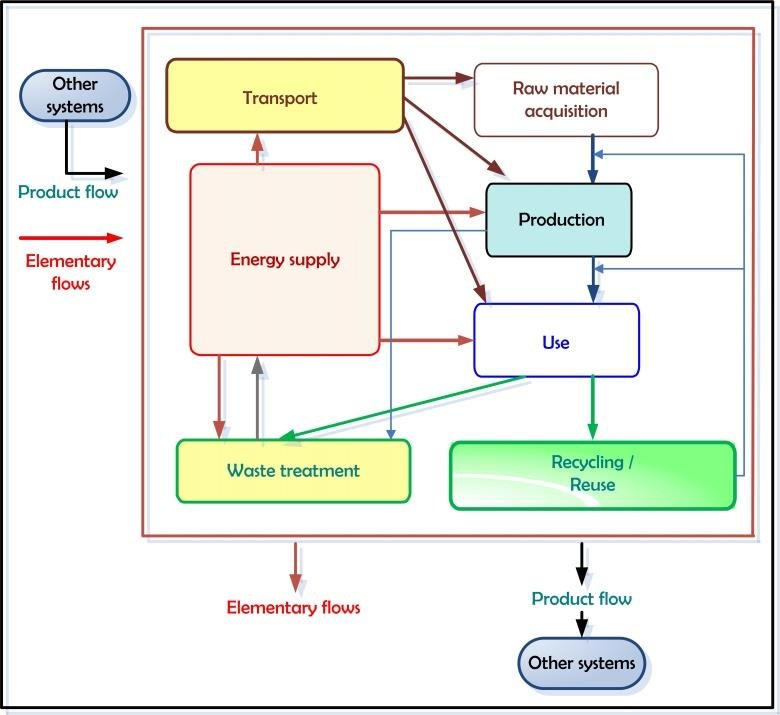 Other
systems
Product flow
Elementary
flows
Transport
Raw material
acquisition
Energy supply
Production
Use
Waste treatment
Recycling /
Reuse
Elementary flows
Product flow
Other systems